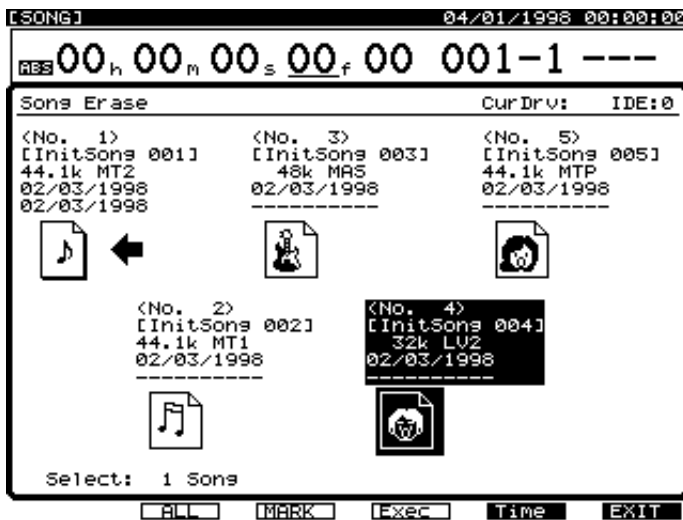 [SONG] 04/01/1998 00:00:00
ABS 00h 00m 00s 00f 00 001-1 ---
Song Erase CurDrv: IDE:0
(No. 1)
[InitSong 001]
44.1k MT2
02/03/1998
02/03/1998
(No. 3)
[InitSong 003]
48k MAS
02/03/1998
----------
(No. 5)
[InitSong 005]
44.1k MTP
02/03/1998
----------
(No. 2)
[InitSong 002]
44.1k MT1
02/03/1998
----------
(No. 4)
[InitSong 004]
32k LV2
02/03/1998
----------
Select: 1 Song
ALL MARK Exec Time EXIT